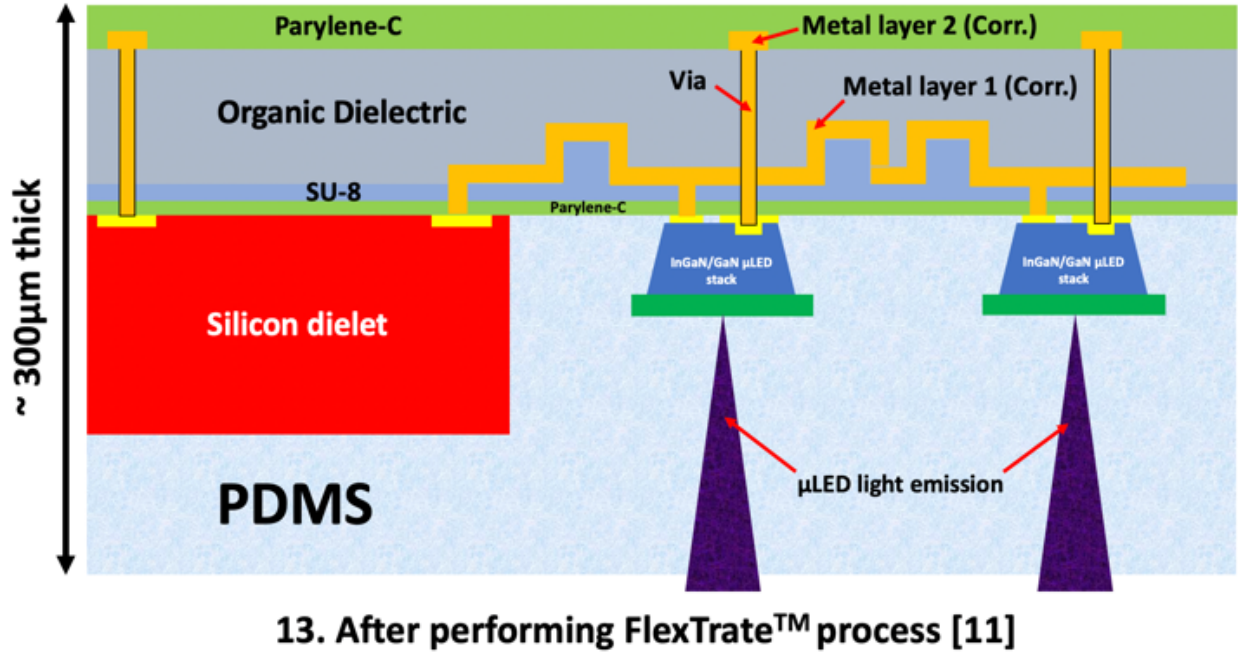 Parylene-C
Metal layer 2 (Corr.)
Via
Metal layer 1 (Corr.)
Organic Dielectric
SU-8
Parylene-C
~ 300µm thick
InGaN/GaN µLED
stack
InGaN/GaN µLED
stack
Silicon dielet
µLED light emission
PDMS
13. After performing FlexTrate™ process [11]